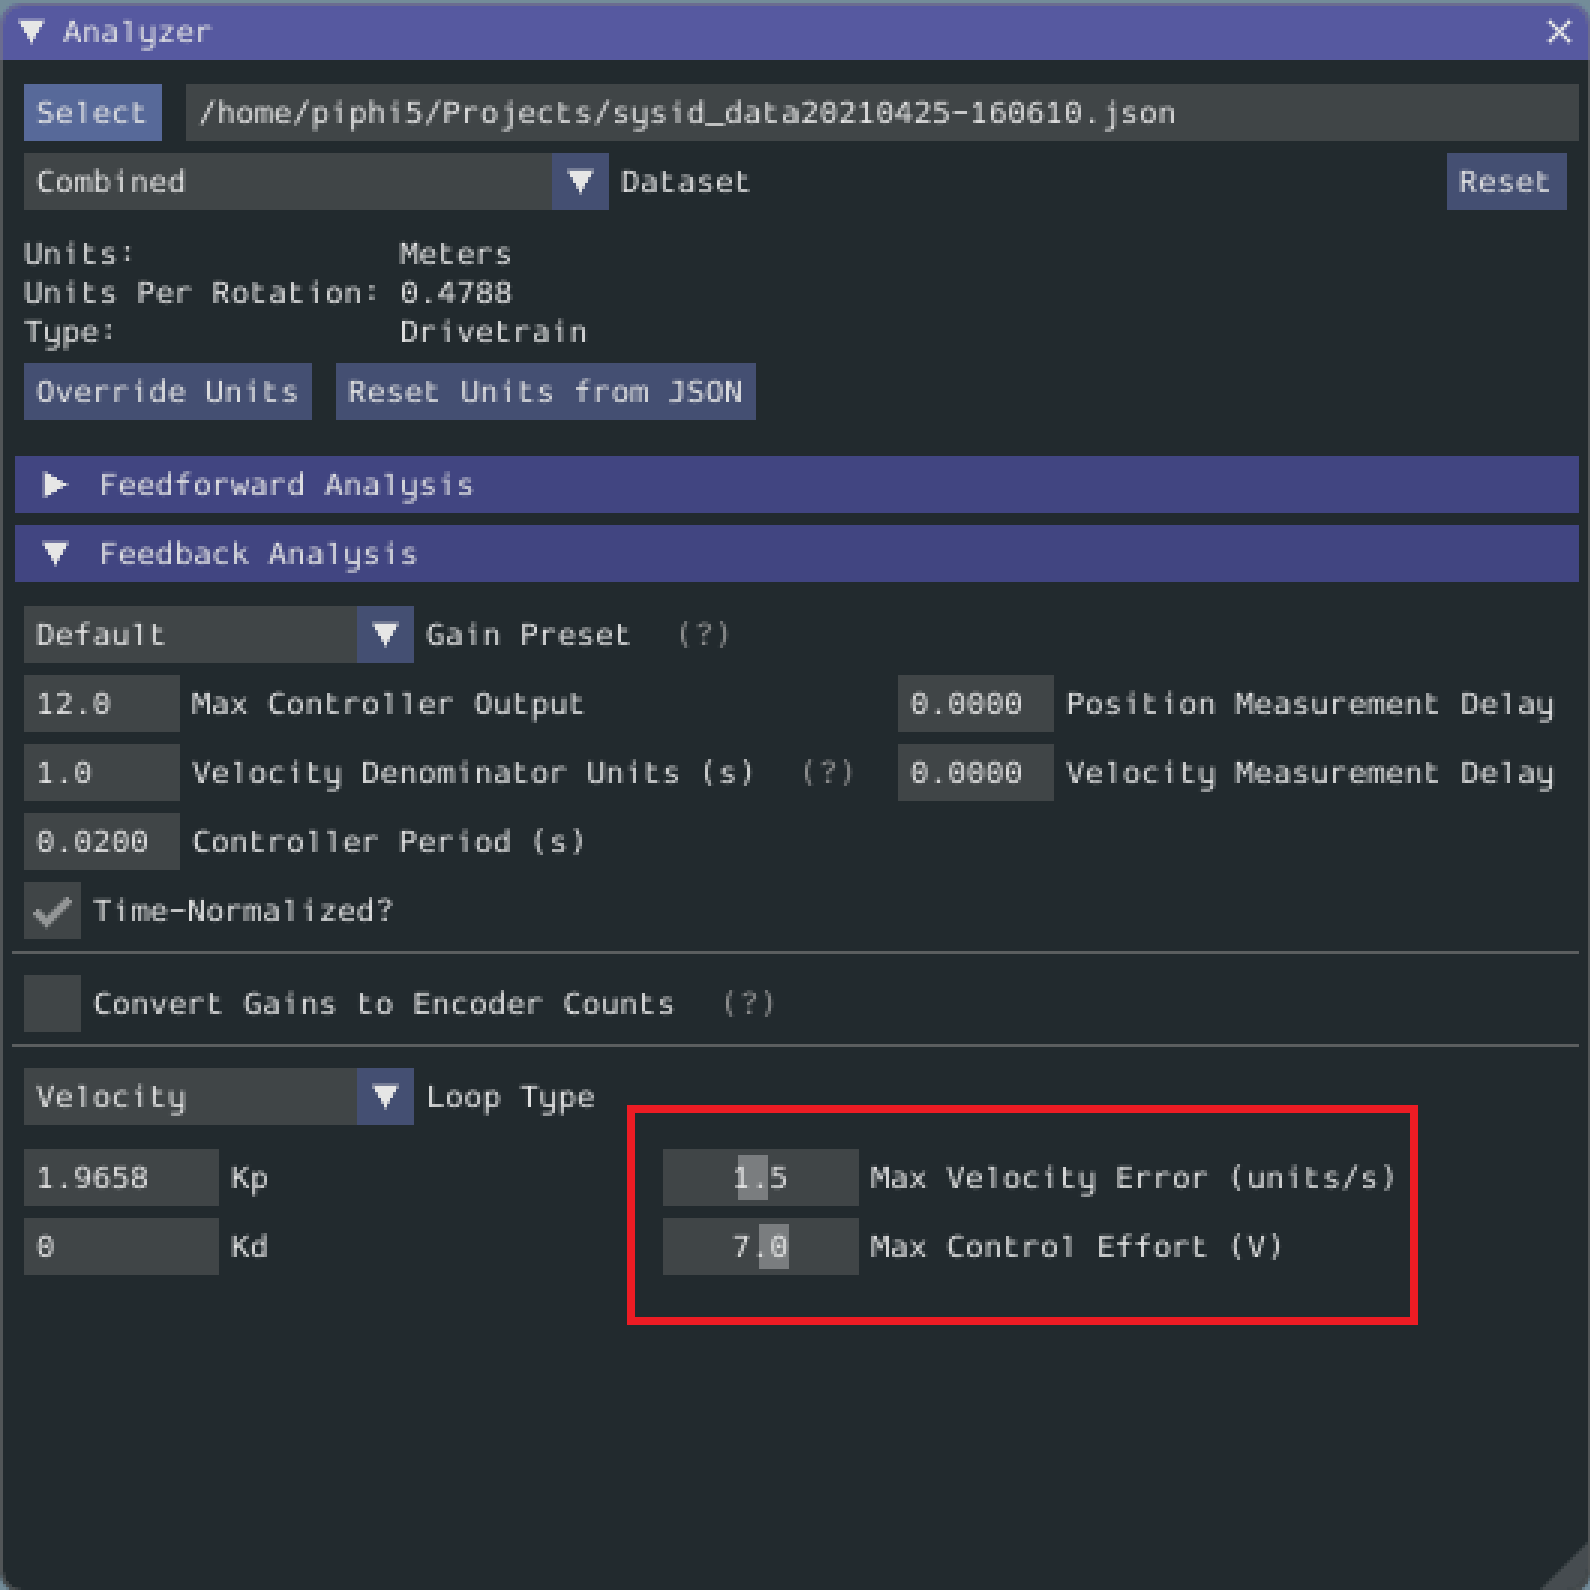 Analyzer
Select /home/piphi5/Projects/sysid_data20210425-160610.json
Combined Dataset Reset
Units: Meters
Units Per Rotation: 0.4788
Type: Drivetrain
Override Units Reset Units from JSON
Feedforward Analysis
Feedback Analysis
Default Gain Preset (?)
12.0 Max Controller Output 0.0000 Position Measurement Delay
1.0 Velocity Denominator Units (s) (?) 0.0000 Velocity Measurement Delay
0.0200 Controller Period (s)
Time-Normalized?
Convert Gains to Encoder Counts (?)
Velocity Loop Type
1.9658 Kp 1.5 Max Velocity Error (units/s)
0 Kd 7.0 Max Control Effort (V)